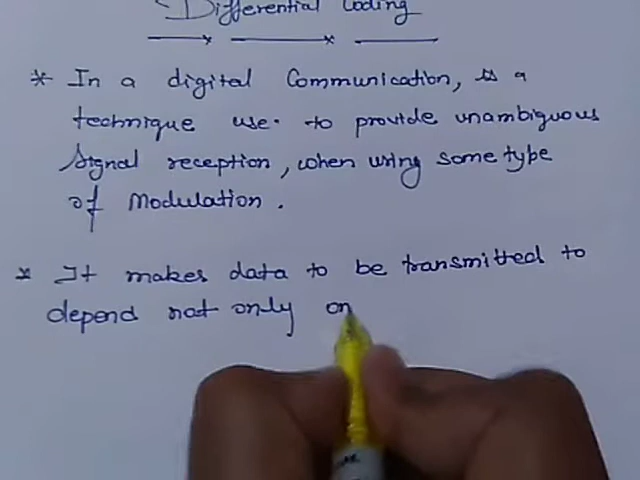 Differential Coding
* In a digital Communication, is a
technique use. to provide unambiguous
signal reception, when using some type
of Modulation.
* It makes data to be transmitted to
depend not only on